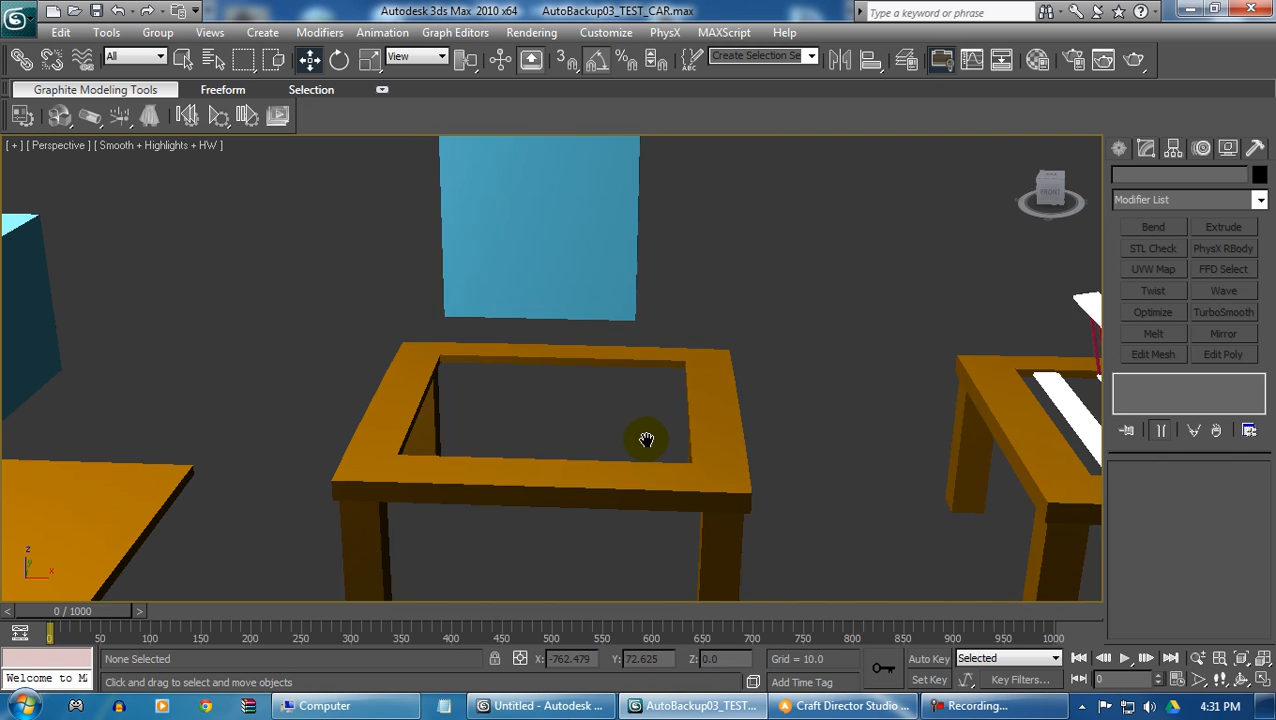 Autodesk 3ds Max 2010 x64 AutoBackup03_TEST_CAR.max
Type a keyword or phrase
Edit Tools Group Views Create Modifiers Animation Graph Editors Rendering Customize PhysX MAXScript Help
All View 3 Create Selection Se
Graphite Modeling Tools Freeform Selection
[ + ] [ Perspective ] [ Smooth + Highlights + HW ]
FRONT
Modifier List
Bend Extrude
STL Check PhysX RBody
UVW Map FFD Select
Twist Wave
Optimize TurboSmooth
Melt Mirror
Edit Mesh Edit Poly
z
y
x
0 / 1000
0 50 100 150 200 250 300 350 400 450 500 550 600 650 700 750 800 850 900 950 1000
None Selected X: -762.479 Y: 72.625 Z: 0.0 Grid = 10.0 Auto Key Selected
Welcome to M Click and drag to select and move objects Add Time Tag Set Key Key Filters... 0
Computer Untitled - Autodesk ... AutoBackup03_TEST... Craft Director Studio ... Recording... 4:31 PM